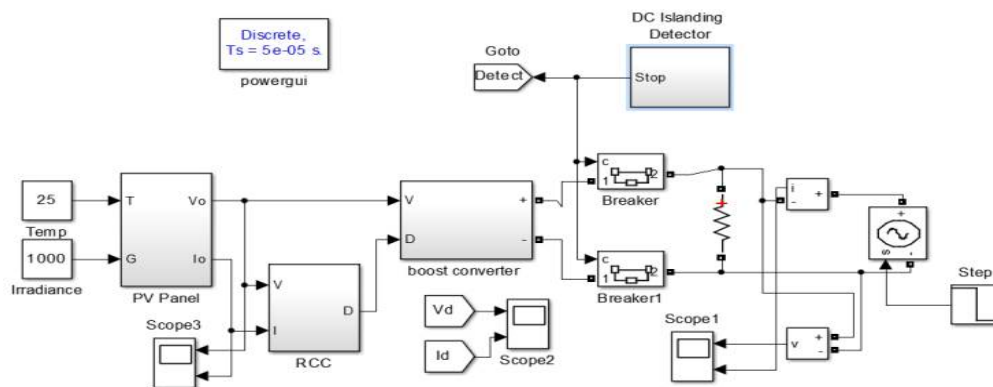 DC Islanding
Detector
Discrete,
Ts = 5e-05 s.
powergui
Goto
Detect
Stop
c
1
2
Breaker
25
Temp
1000
Irradiance
T
G
Vo
Io
PV Panel
V
D
+
-
boost converter
c
1
2
Breaker1
i
-
+
+
s
-
Step
V
I
D
RCC
Scope3
Vd
Id
Scope2
Scope1
v
+
-